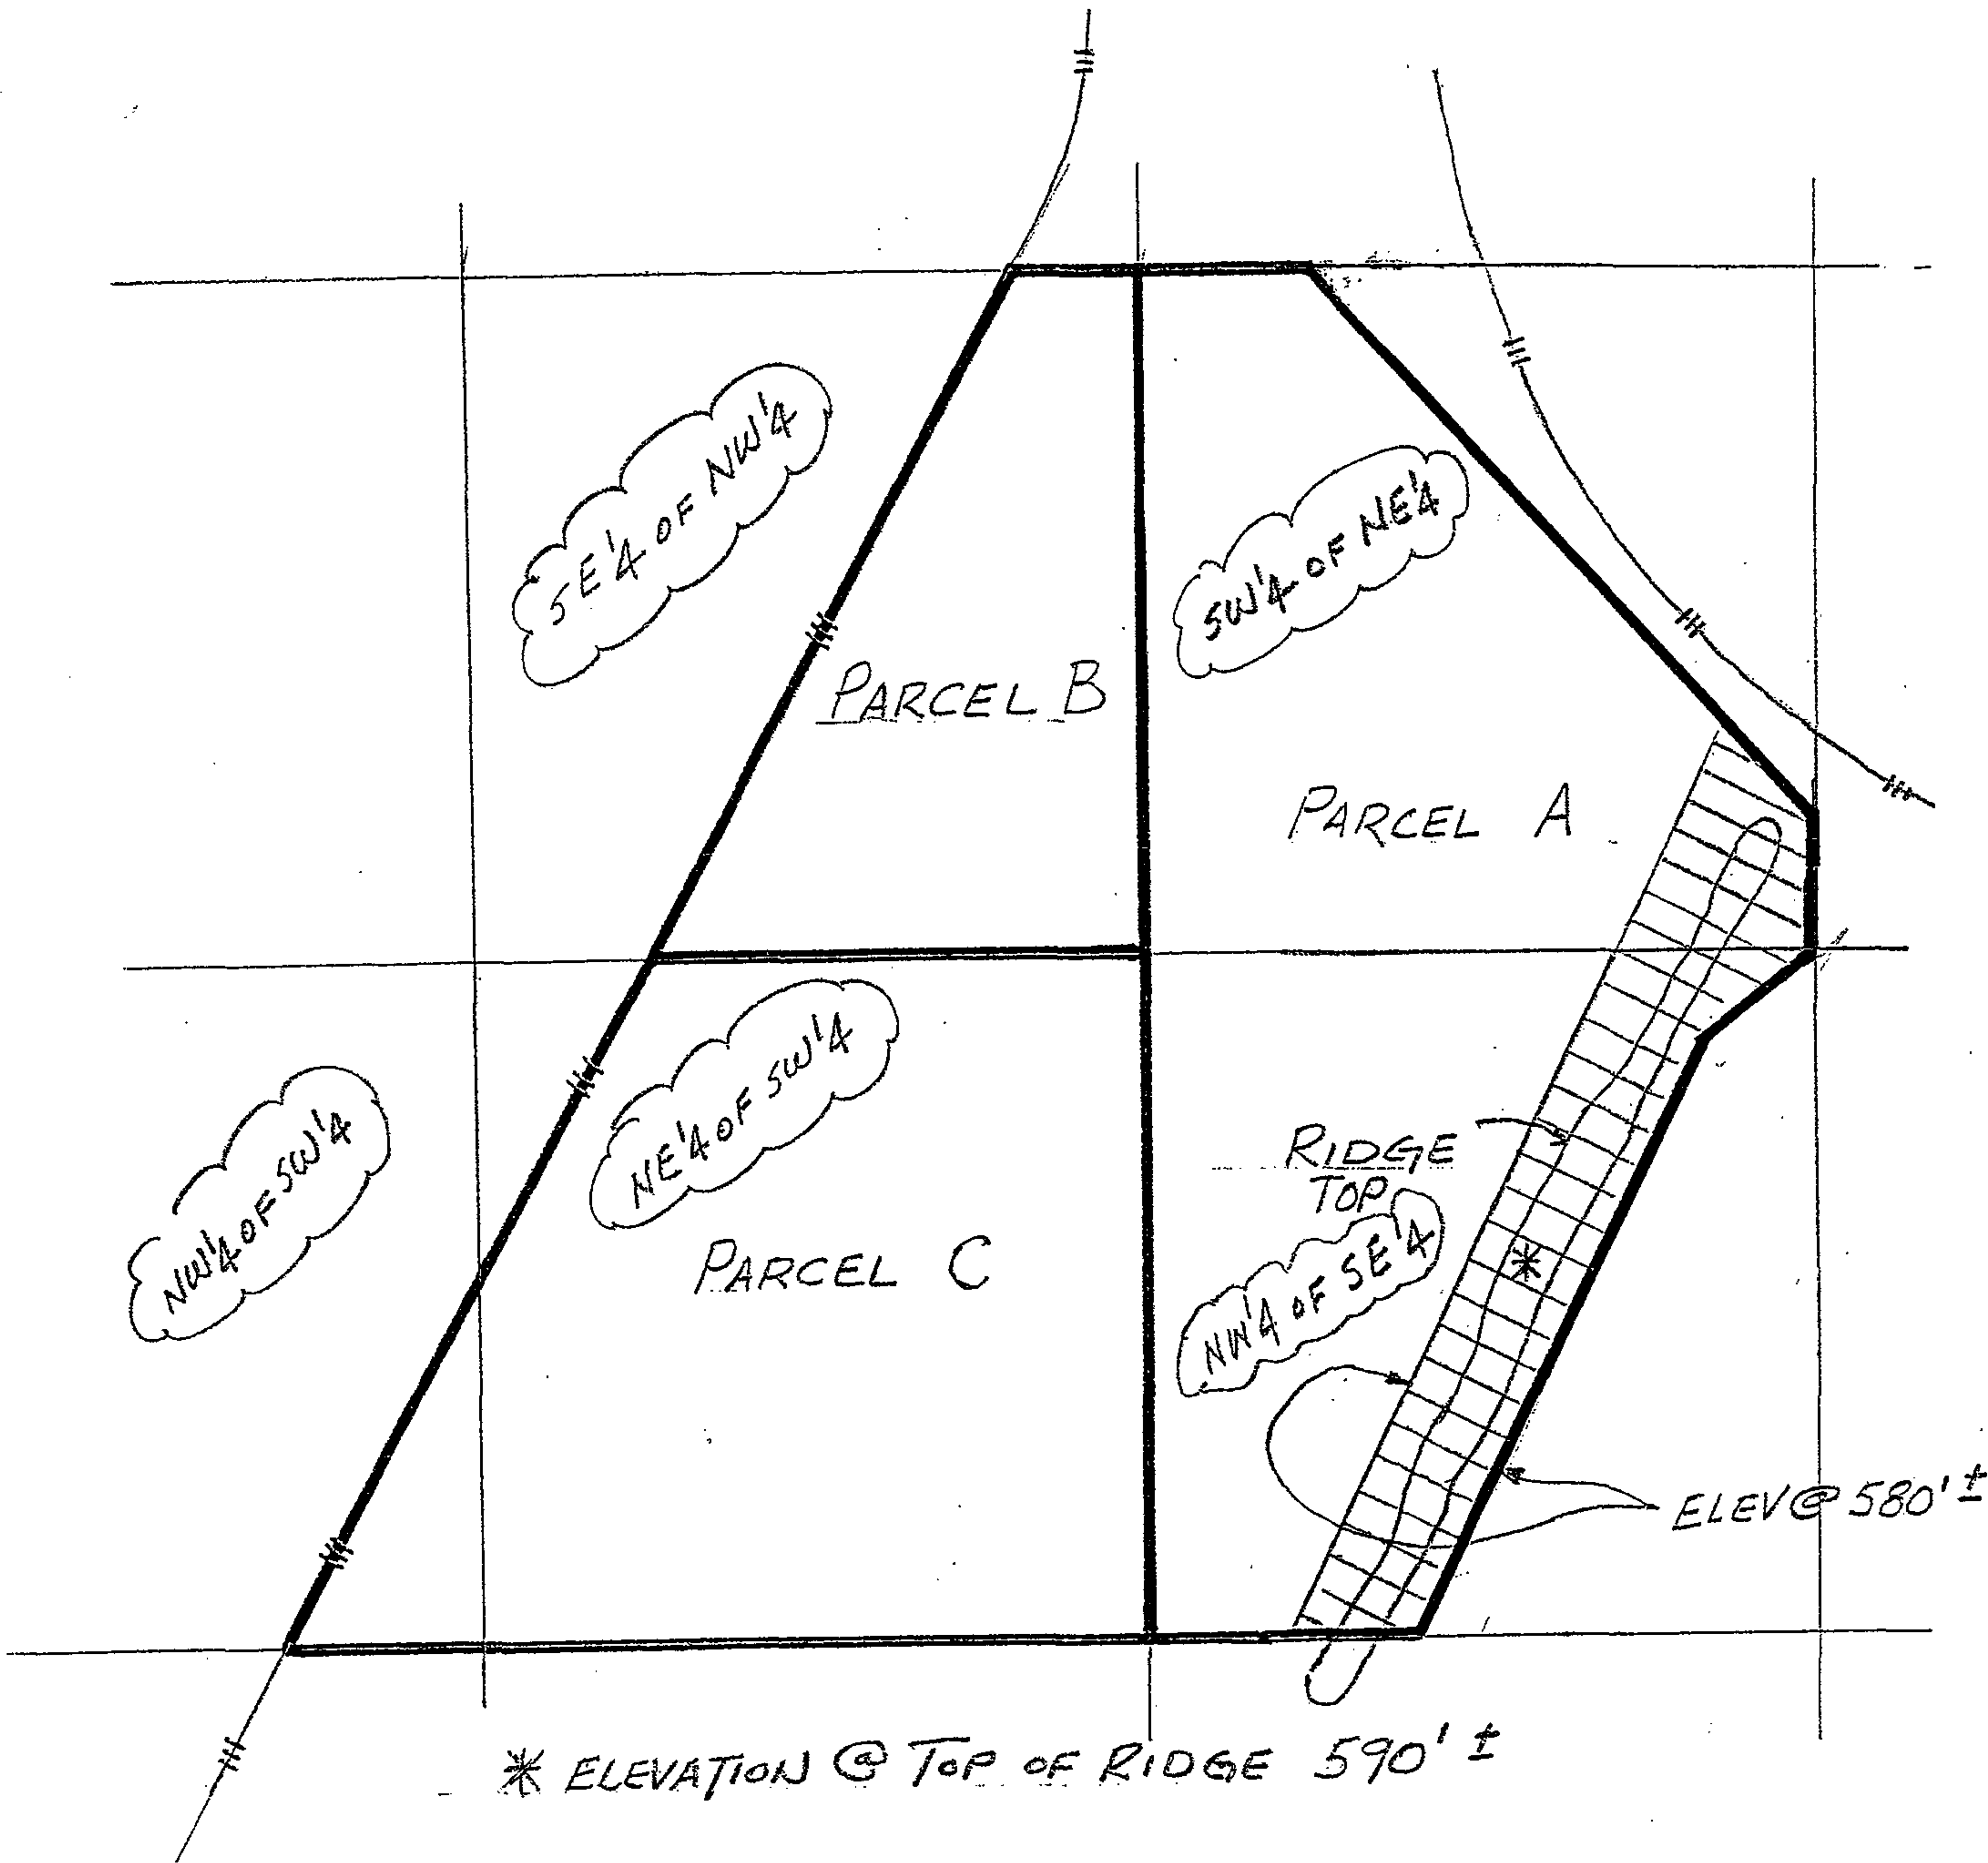 SE¼ OF NW¼
SW¼ OF NE¼
PARCEL B
PARCEL A
NW¼ OF SW¼
NE¼ OF SW¼
PARCEL C
RIDGE
TOP
NW¼ OF SE¼
*
ELEV @ 580' ±
* ELEVATION @ TOP OF RIDGE 590' ±